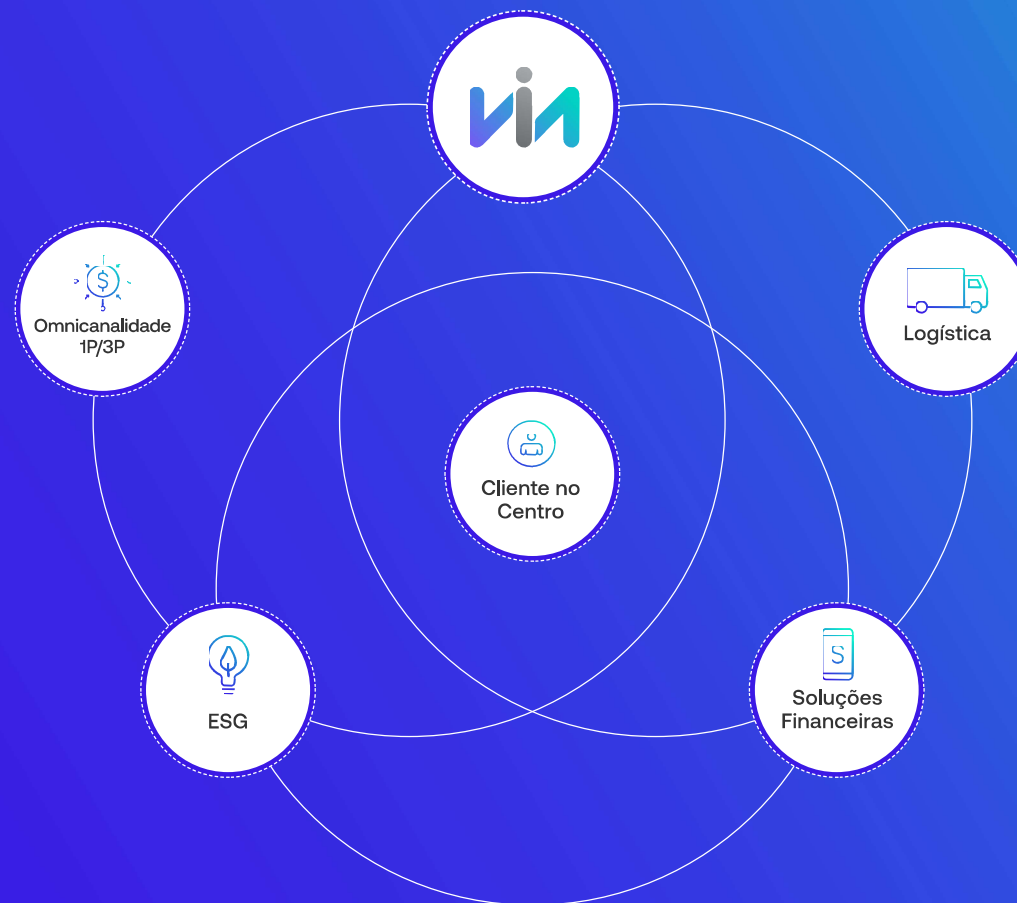 via
Omnicanalidade
1P/3P
Logística
Cliente no
Centro
ESG
Soluções
Financeiras